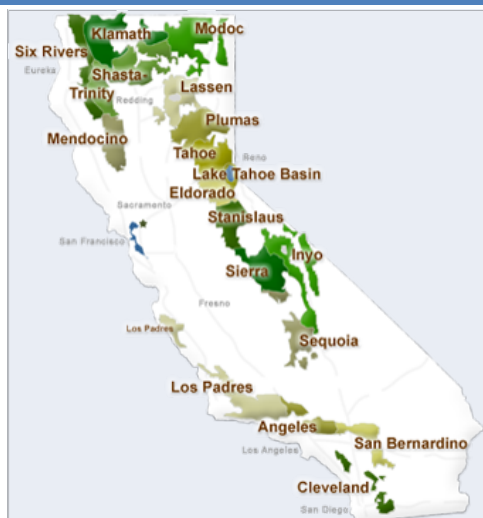 Klamath
Modoc
Six Rivers
Eureka
Shasta-
Trinity
Redding
Lassen
Plumas
Mendocino
Tahoe
Reno
Lake Tahoe Basin
Eldorado
Sacramento
Stanislaus
San Francisco
Inyo
Sierra
Fresno
Los Padres
Sequoia
Los Padres
Angeles
San Bernardino
Los Angeles
Cleveland
San Diego